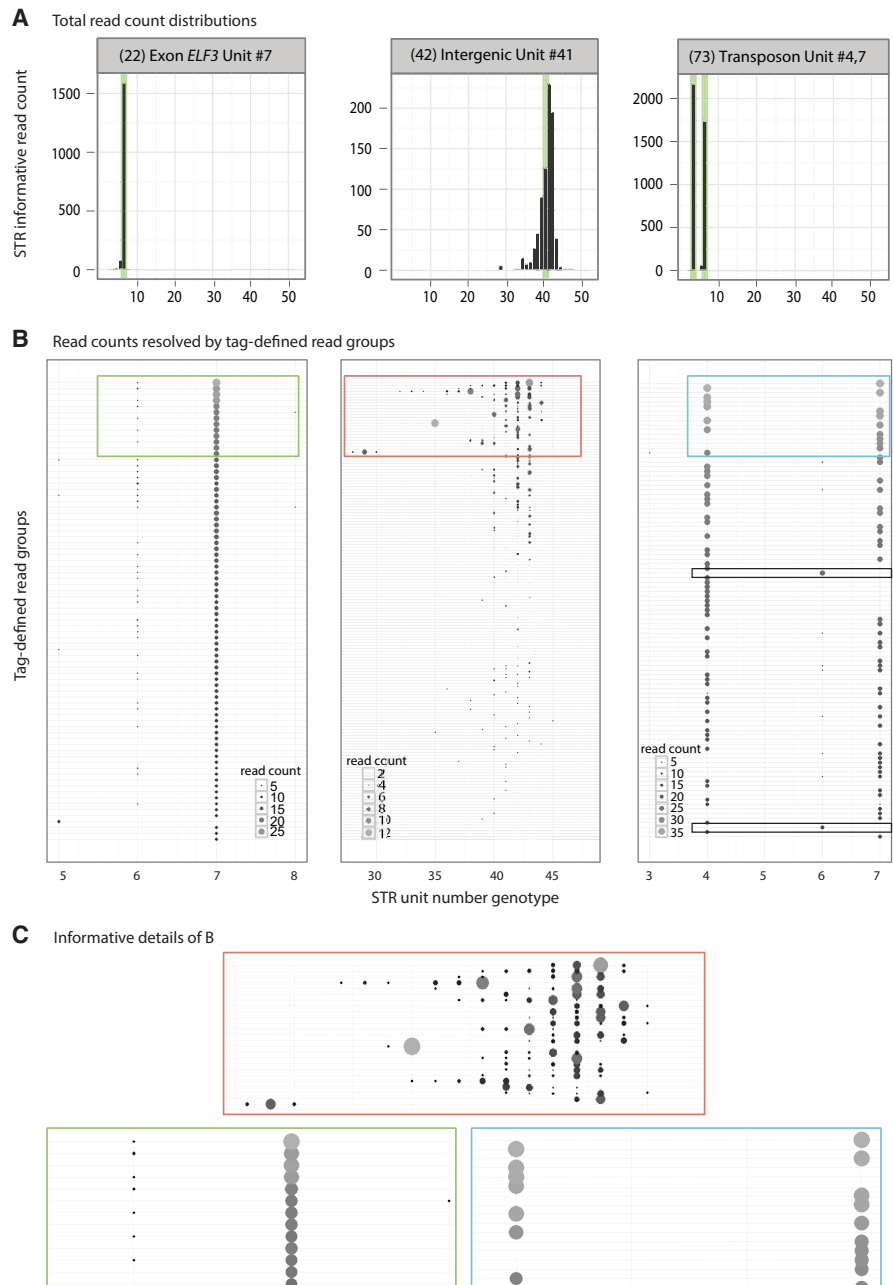 A Total read count distributions
(22) Exon ELF3 Unit #7
(42) Intergenic Unit #41
(73) Transposon Unit #4,7
STR informative read count
1500
1000
500
0
10 20 30 40 50
200
150
100
50
0
10 20 30 40 50
2000
1500
1000
500
0
10 20 30 40 50
B Read counts resolved by tag-defined read groups
Tag-defined read groups
read count
5
10
15
20
25
5 6 7 8
read count
2
4
6
8
10
12
30 35 40 45
read count
5
10
15
20
25
30
35
3 4 5 6 7
STR unit number genotype
C Informative details of B